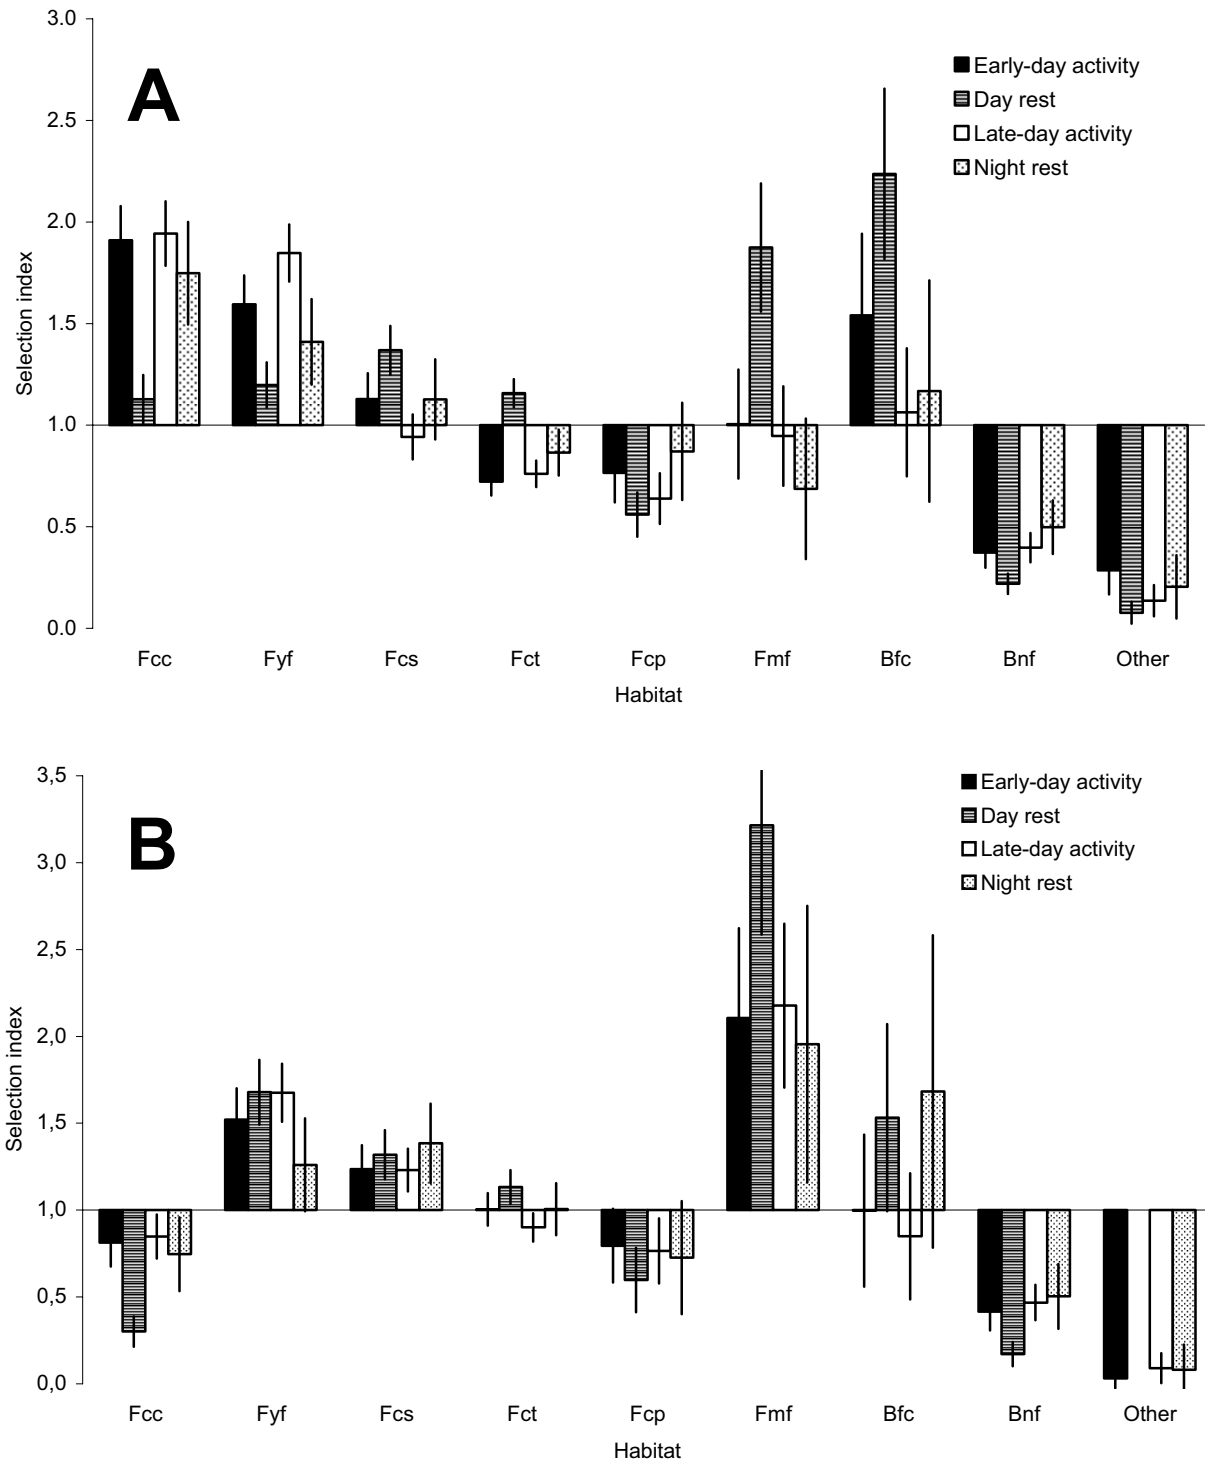 3.0
A
Early-day activity
Day rest
Late-day activity
Night rest
2.5
2.0
1.5
1.0
0.5
0.0
Selection index
Fcc Fyf Fcs Fct Fcp Fmf Bfc Bnf Other
Habitat
3,5
B
Early-day activity
Day rest
Late-day activity
Night rest
3,0
2,5
2,0
1,5
1,0
0,5
0,0
Selection index
Fcc Fyf Fcs Fct Fcp Fmf Bfc Bnf Other
Habitat